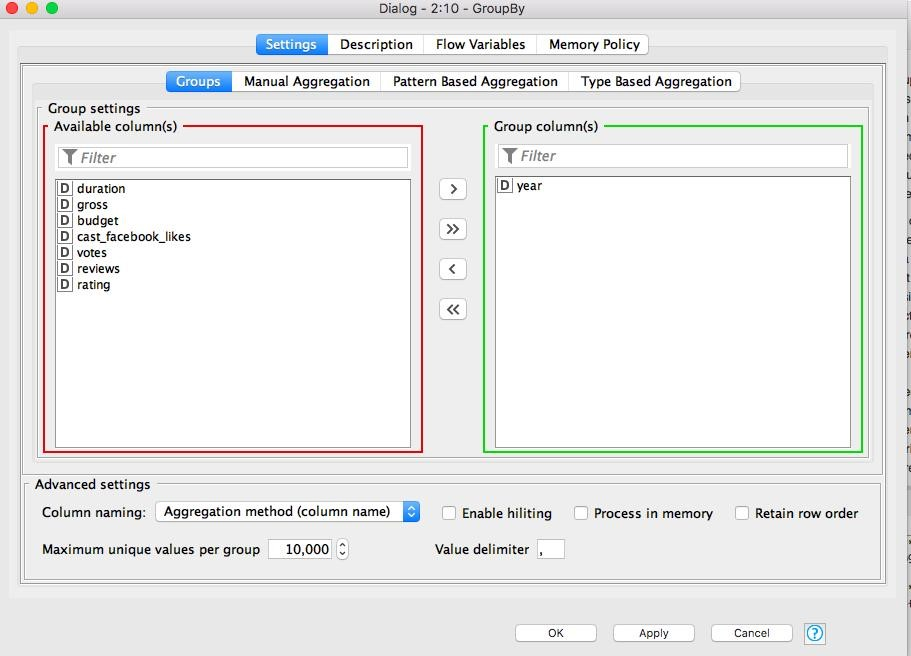 Dialog - 2:10 - GroupBy
Settings Description Flow Variables Memory Policy
Groups Manual Aggregation Pattern Based Aggregation Type Based Aggregation
Group settings
Available column(s)
Filter
D duration
D gross
D budget
D cast_facebook_likes
D votes
D reviews
D rating
>
>>
<
<<
Group column(s)
Filter
D year
Advanced settings
Column naming: Aggregation method (column name) Enable hiliting Process in memory Retain row order
Maximum unique values per group 10,000 Value delimiter ,
OK Apply Cancel ?